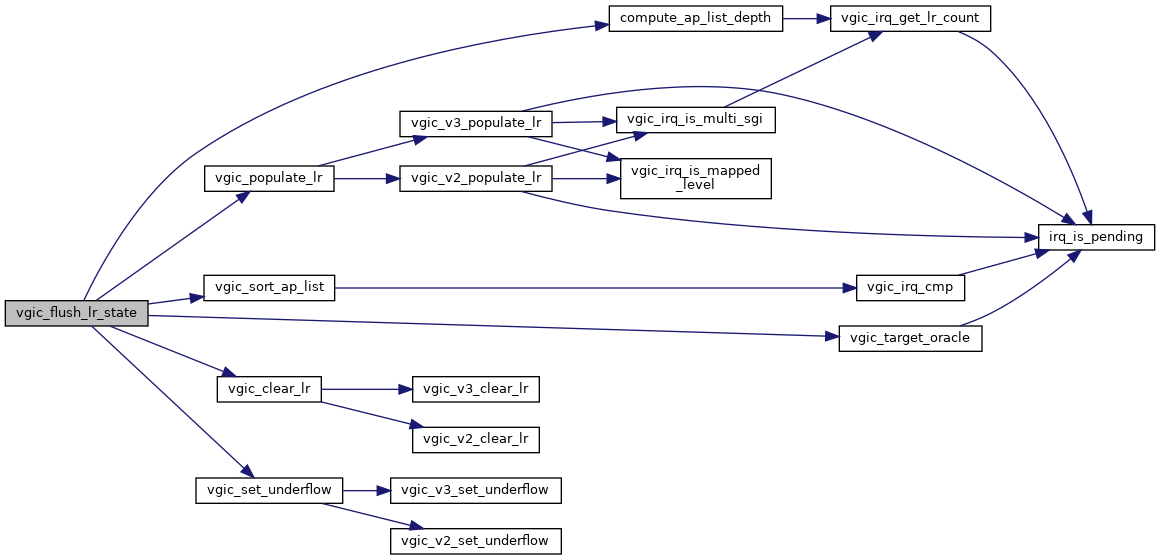 compute_ap_list_depth
vgic_irq_get_lr_count
vgic_v3_populate_lr
vgic_irq_is_multi_sgi
vgic_populate_lr
vgic_v2_populate_lr
vgic_irq_is_mapped
_level
irq_is_pending
vgic_sort_ap_list
vgic_irq_cmp
vgic_flush_lr_state
vgic_target_oracle
vgic_clear_lr
vgic_v3_clear_lr
vgic_v2_clear_lr
vgic_set_underflow
vgic_v3_set_underflow
vgic_v2_set_underflow